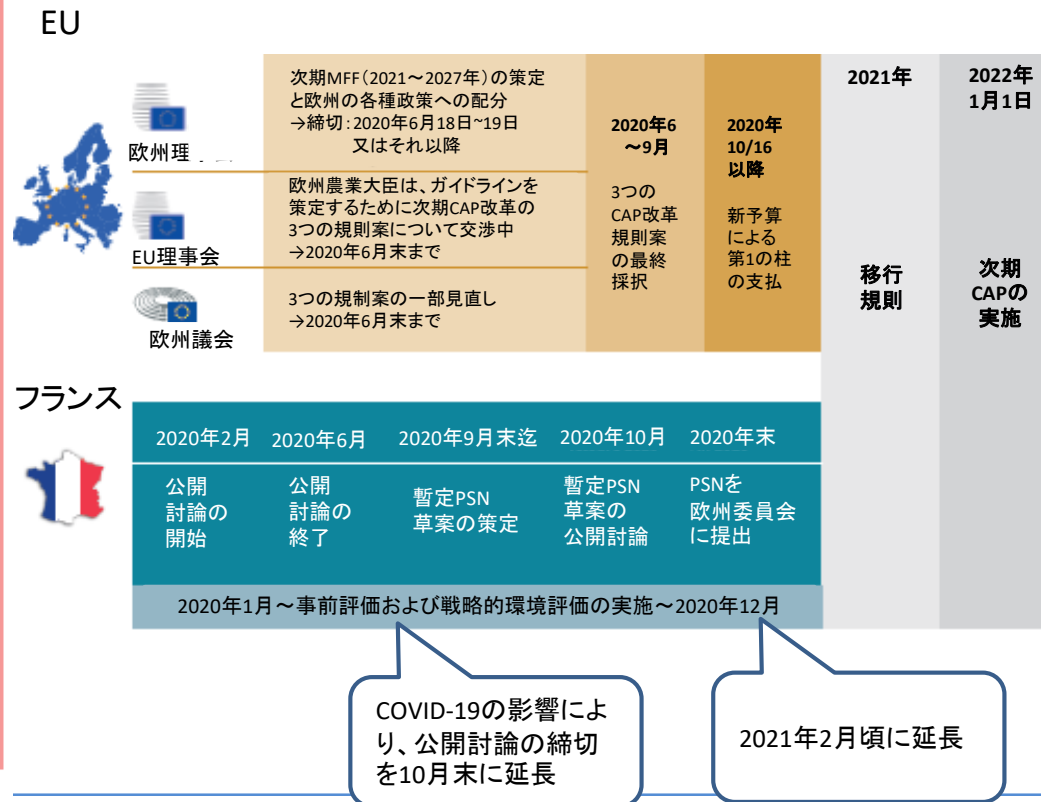 EU
欧州理
次期MFF（2021～2027年）の策定
と欧州の各種政策への配分
→締切：2020年6月18日~19日
又はそれ以降
EU理事会
欧州農業大臣は、ガイドラインを
策定するために次期CAP改革の
3つの規則案について交渉中
→2020年6月末まで
欧州議会
3つの規制案の一部見直し
→2020年6月末まで
2020年6
～9月
3つの
CAP改革
規則案
の最終
採択
2020年
10/16
以降
新予算
による
第1の柱
の支払
2021年
移行
規則
2022年
1月1日
次期
CAPの
実施
フランス
2020年2月
公開
討論の
開始
2020年6月
公開
討論の
終了
2020年9月末迄
暫定PSN
草案の策定
2020年10月
暫定PSN
草案の
公開討論
2020年末
PSNを
欧州委員会
に提出
2020年1月～事前評価および戦略的環境評価の実施～2020年12月
COVID-19の影響によ
り、公開討論の締切
を10月末に延長
2021年2月頃に延長